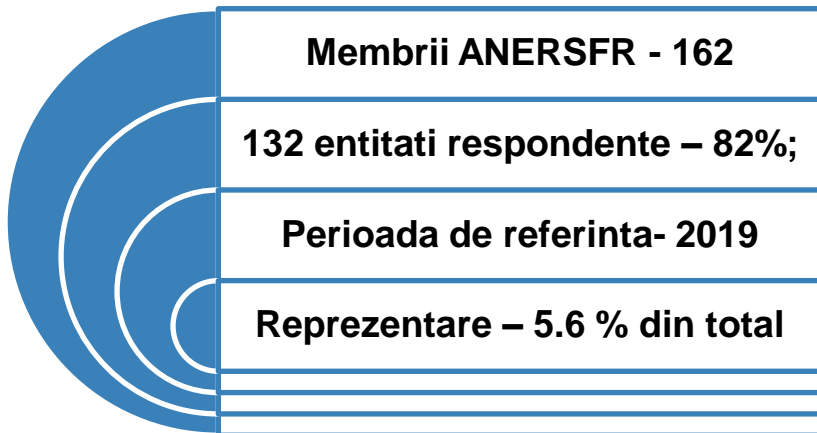 Membrii ANERSFR - 162
132 entitati respondente – 82%;
Perioada de referinta- 2019
Reprezentare – 5.6 % din total